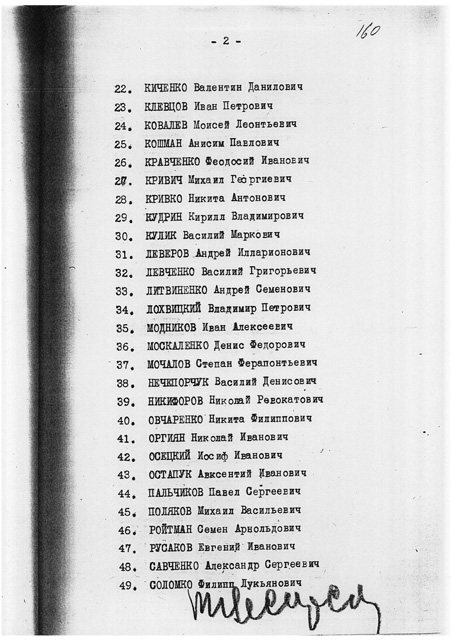 - 2 -
160
22. КИЧЕНКО Валентин Данилович
23. КЛЕВЦОВ Иван Петрович
24. КОВАЛЕВ Моисей Леонтьевич
25. КОШМАН Анисим Павлович
26. КРАВЧЕНКО Феодосий Иванович
27. КРИВИЧ Михаил Георгиевич
28. КРИВКО Никита Антонович
29. КУДРИН Кирилл Владимирович
30. КУЛИК Василий Маркович
31. ЛЕВЕРОВ Андрей Илларионович
32. ЛЕВЧЕНКО Василий Григорьевич
33. ЛИТВИНЕНКО Андрей Семенович
34. ЛОХВИЦКИЙ Владимир Петрович
35. МОДНИКОВ Иван Алексеевич
36. МОСКАЛЕНКО Денис Федорович
37. МОЧАЛОВ Степан Ферапонтьевич
38. НЕЧЕПОРЧУК Василий Денисович
39. НИКИФОРОВ Николай Ревокатович
40. ОВЧАРЕНКО Никита Филиппович
41. ОРГИЯН Николай Иванович
42. ОСЕЦКИЙ Иосиф Иванович
43. ОСТАПУК Авксентий Иванович
44. ПАЛЬЧИКОВ Павел Сергеевич
45. ПОЛЯКОВ Михаил Васильевич
46. РОЙТМАН Семен Арнольдович
47. РУСАКОВ Евгений Иванович
48. САВЧЕНКО Александр Сергеевич
49. СОЛОМКО Филипп Лукьянович